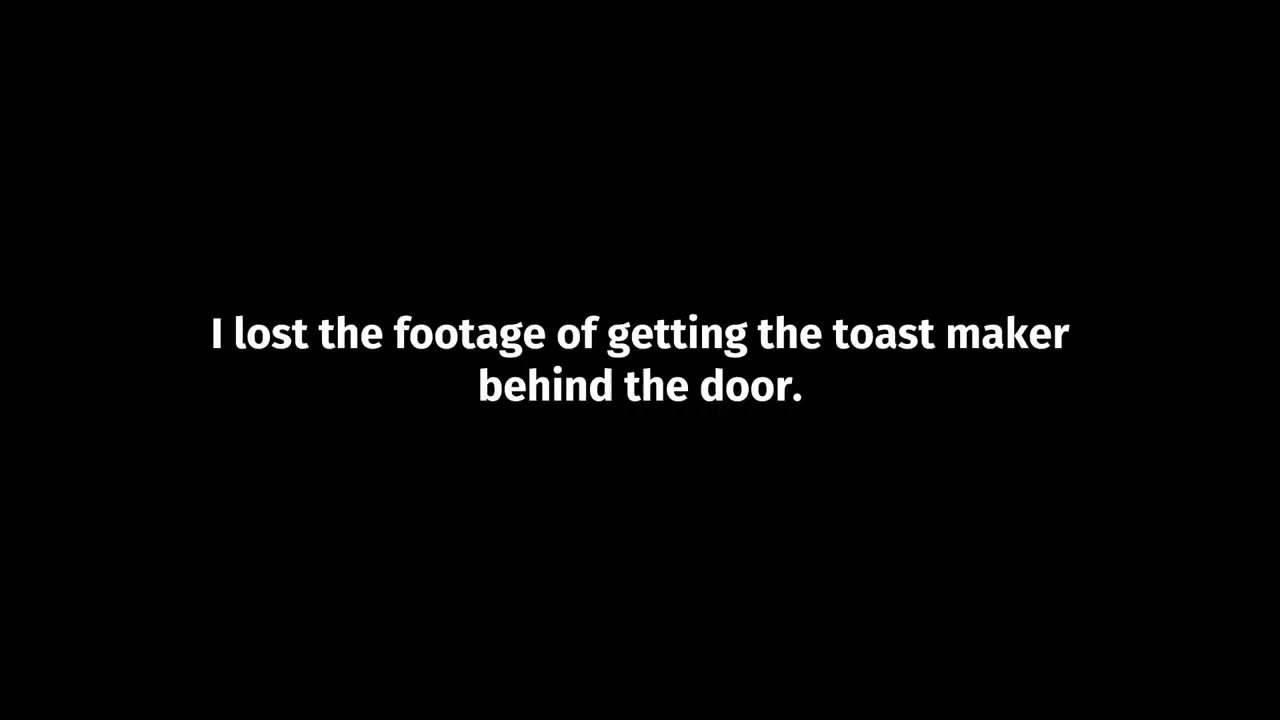 I lost the footage of getting the toast maker
behind the door.